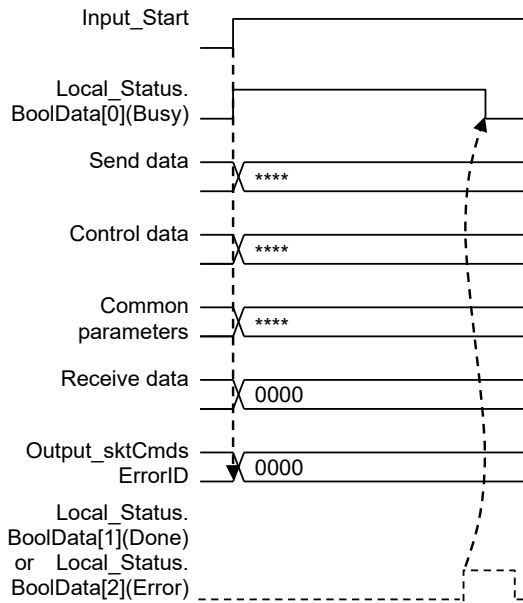 Input_Start
Local_Status.
BoolData[0](Busy)
Send data
****
Control data
****
Common
parameters
****
Receive data
0000
Output_sktCmds
ErrorID
0000
Local_Status.
BoolData[1](Done)
or Local_Status.
BoolData[2](Error)